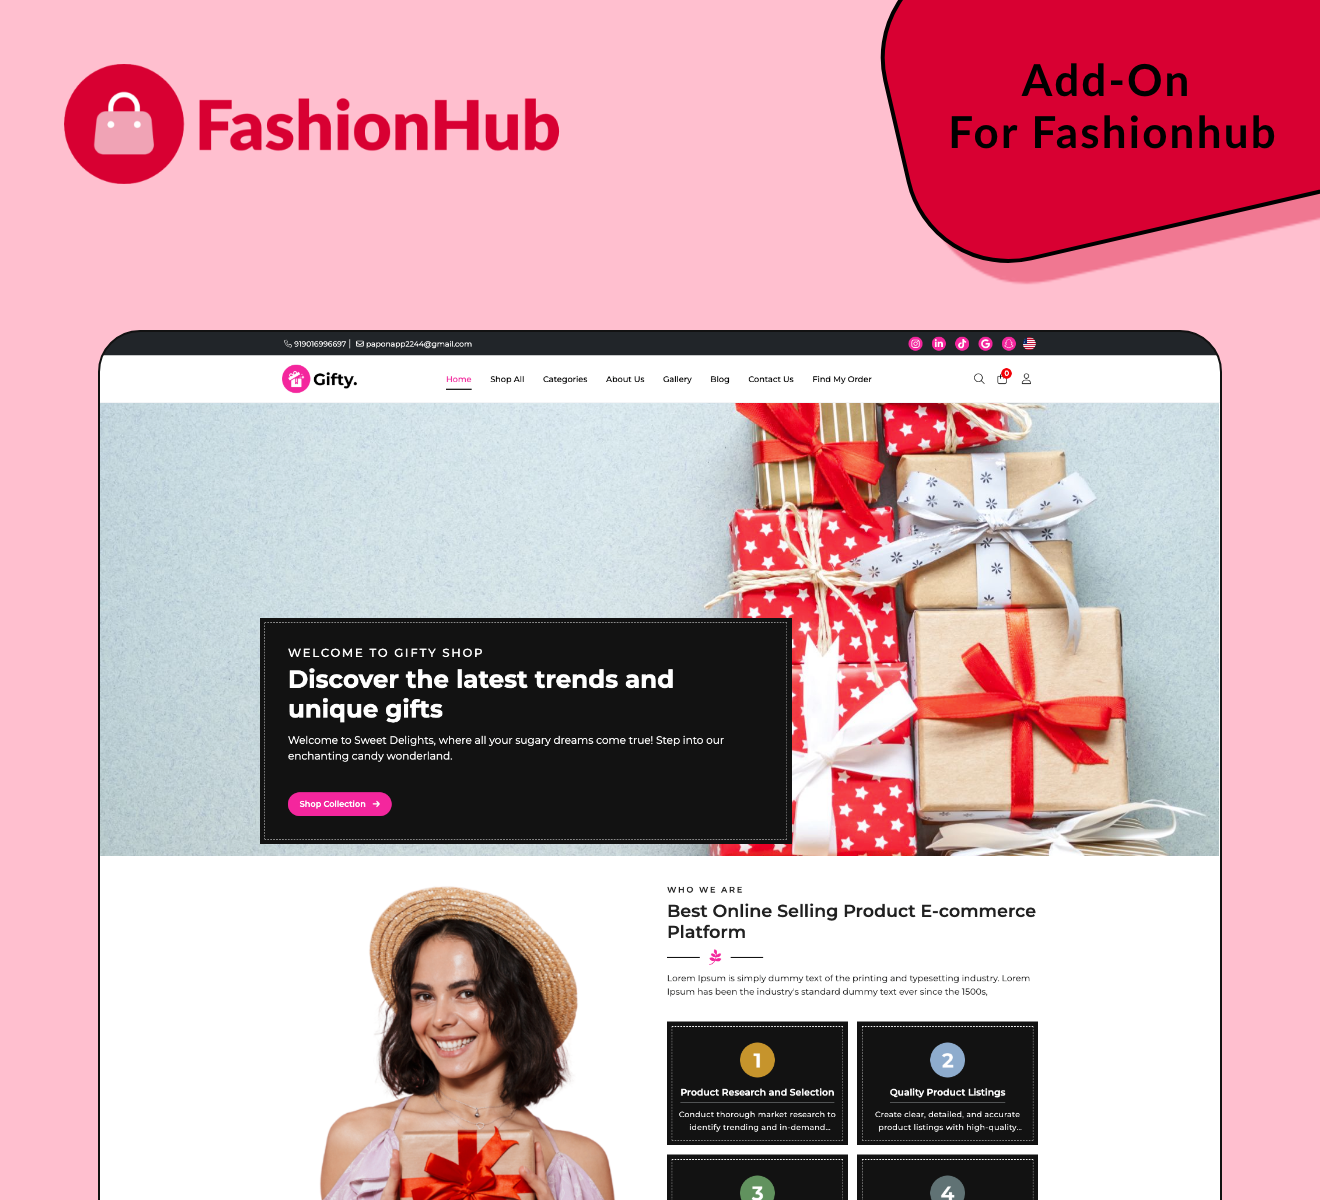 FashionHub
Add-On
For Fashionhub
919016996697 | paponapp2244@gmail.com
Gifty.
Home Shop All Categories About Us Gallery Blog Contact Us Find My Order
0
WELCOME TO GIFTY SHOP
Discover the latest trends and
unique gifts
Welcome to Sweet Delights, where all your sugary dreams come true! Step into our
enchanting candy wonderland.
Shop Collection
WHO WE ARE
Best Online Selling Product E-commerce
Platform
Lorem Ipsum is simply dummy text of the printing and typesetting industry. Lorem
Ipsum has been the industry's standard dummy text ever since the 1500s,
1
Product Research and Selection
Conduct thorough market research to
identify trending and in-demand...
2
Quality Product Listings
Create clear, detailed, and accurate
product listings with high-quality...
3
4